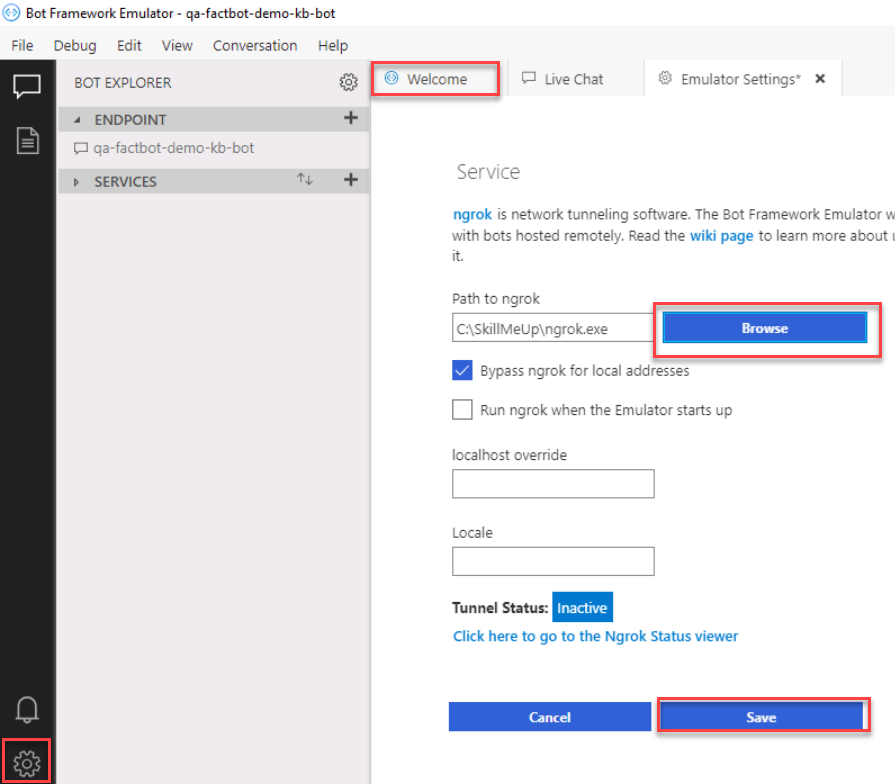 Bot Framework Emulator - qa-factbot-demo-kb-bot
File Debug Edit View Conversation Help
BOT EXPLORER
ENDPOINT
qa-factbot-demo-kb-bot
SERVICES
Welcome
Live Chat
Emulator Settings*
Service
ngrok is network tunneling software. The Bot Framework Emulator w
with bots hosted remotely. Read the wiki page to learn more about u
it.
Path to ngrok
C:\SkillMeUp\ngrok.exe
Browse
Bypass ngrok for local addresses
Run ngrok when the Emulator starts up
localhost override
Locale
Tunnel Status: Inactive
Click here to go to the Ngrok Status viewer
Cancel
Save